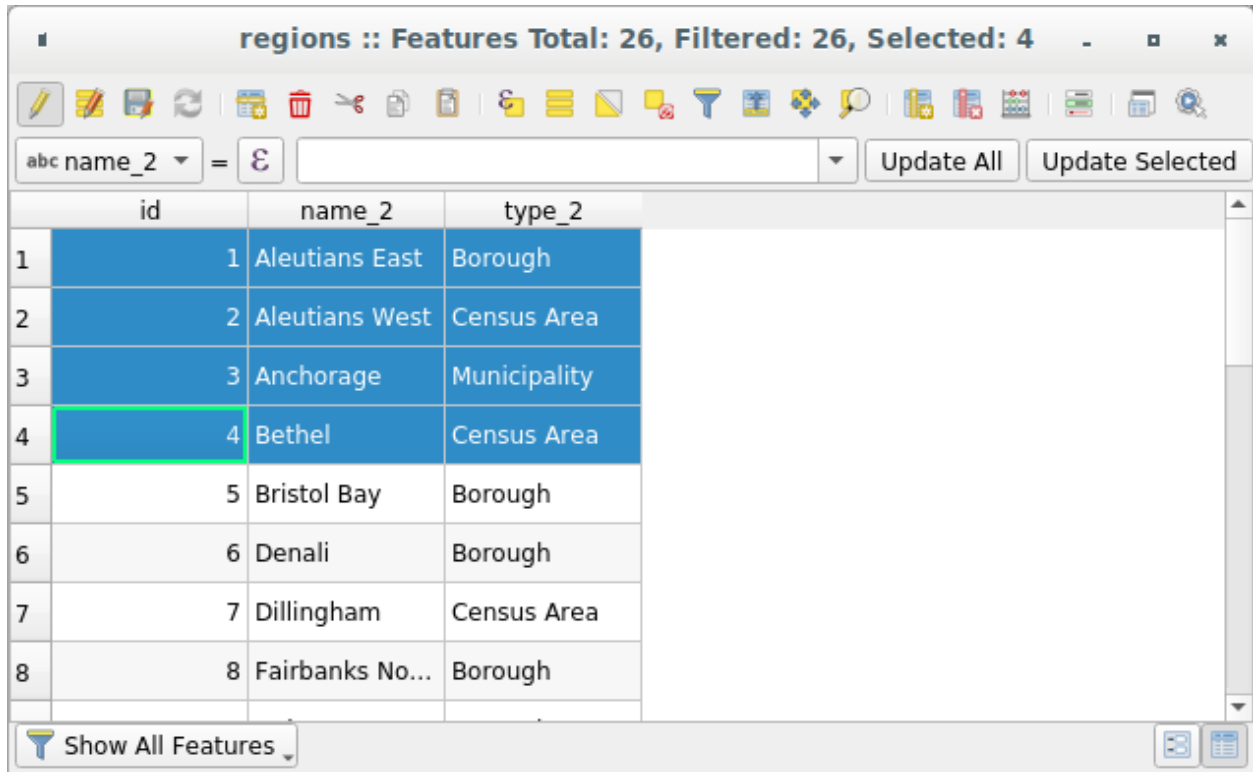 regions :: Features Total: 26, Filtered: 26, Selected: 4
abc name_2 = ε Update All Update Selected
id name_2 type_2
1 1 Aleutians East Borough
2 2 Aleutians West Census Area
3 3 Anchorage Municipality
4 4 Bethel Census Area
5 5 Bristol Bay Borough
6 6 Denali Borough
7 7 Dillingham Census Area
8 8 Fairbanks No... Borough
Show All Features